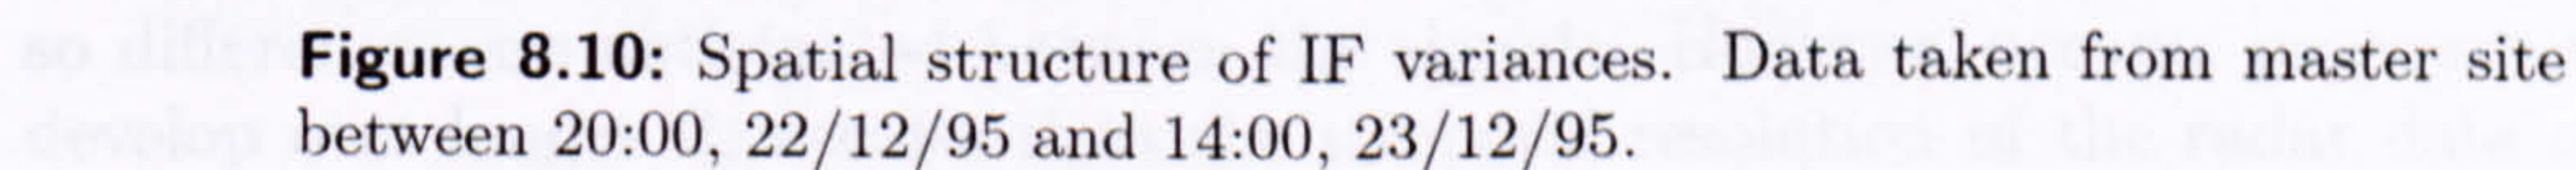 Figure 8.10: Spatial structure of IF variances. Data taken from master site
between 20:00, 22/12/95 and 14:00, 23/12/95.